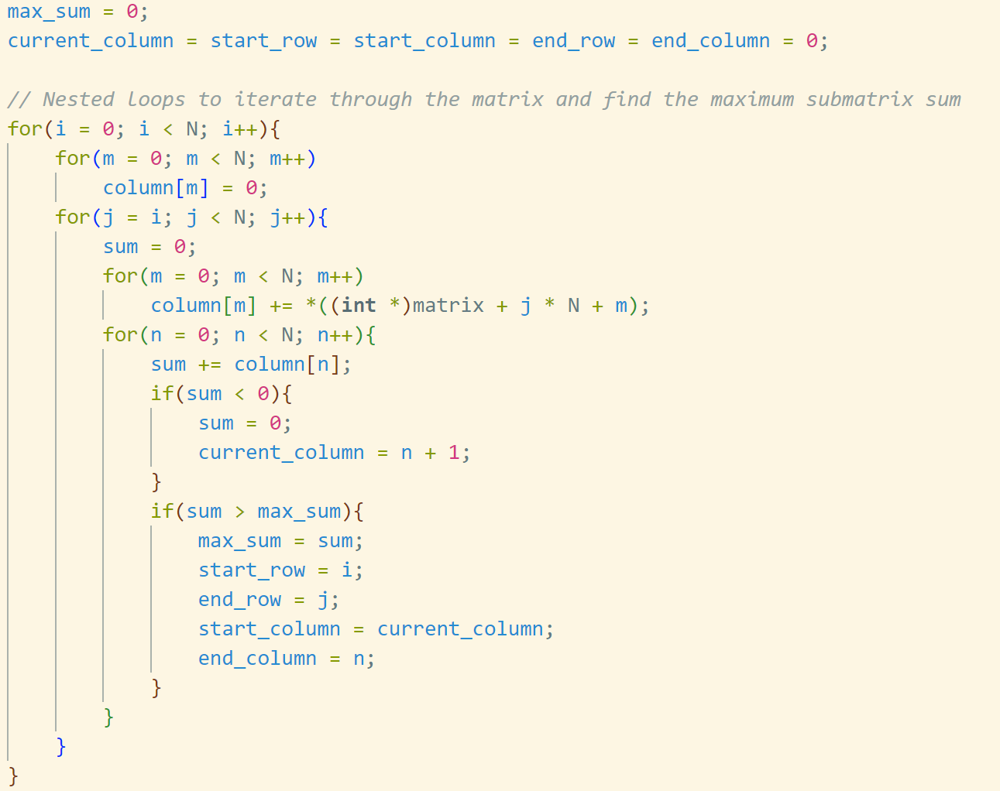 max_sum = 0;
current_column = start_row = start_column = end_row = end_column = 0;

// Nested loops to iterate through the matrix and find the maximum submatrix sum
for(i = 0; i < N; i++){
    for(m = 0; m < N; m++)
        column[m] = 0;
    for(j = i; j < N; j++){
        sum = 0;
        for(m = 0; m < N; m++)
            column[m] += *((int *)matrix + j * N + m);
        for(n = 0; n < N; n++){
            sum += column[n];
            if(sum < 0){
                sum = 0;
                current_column = n + 1;
            }
            if(sum > max_sum){
                max_sum = sum;
                start_row = i;
                end_row = j;
                start_column = current_column;
                end_column = n;
            }
        }
    }
}